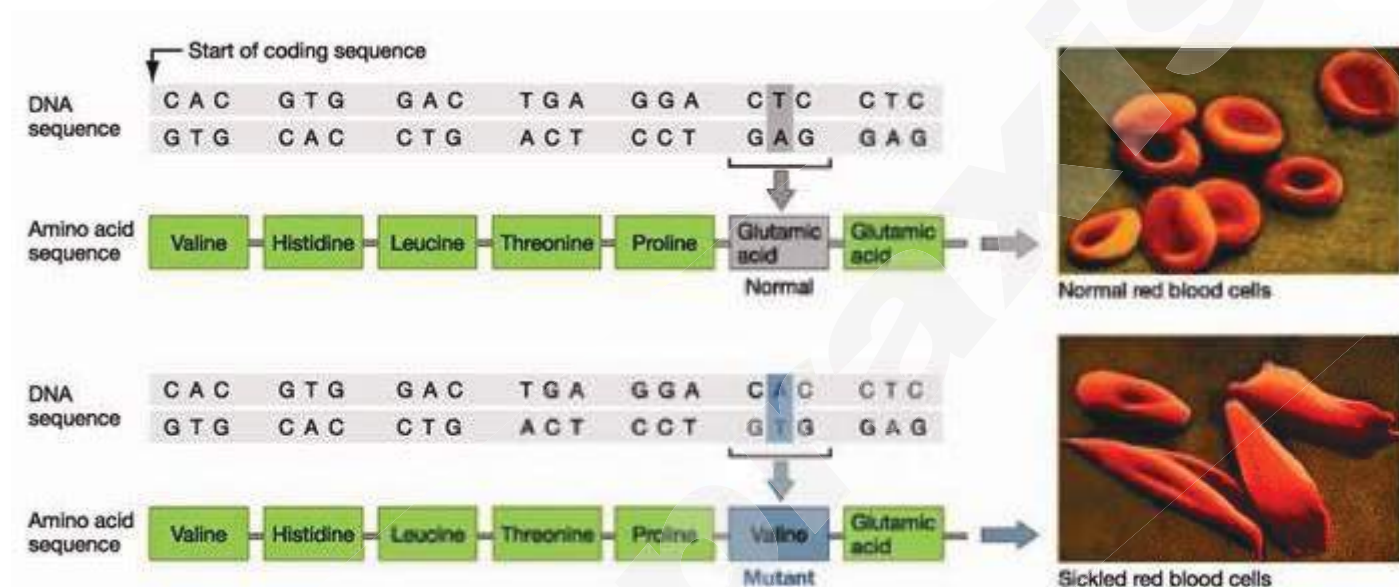 Start of coding sequence
DNA sequence
C A C G T G G A C T G A G G A C T C C T C
G T G C A C C T G A C T C C T G A G G A G
Amino acid sequence
Valine Histidine Leucine Threonine Proline Glutamic acid Glutamic acid
Normal
Normal red blood cells
DNA sequence
C A C G T G G A C T G A G G A C A C C T C
G T G C A C C T G A C T C C T G T G G A G
Amino acid sequence
Valine Histidine Leucine Threonine Proline Valine Glutamic acid
Mutant
Sickled red blood cells